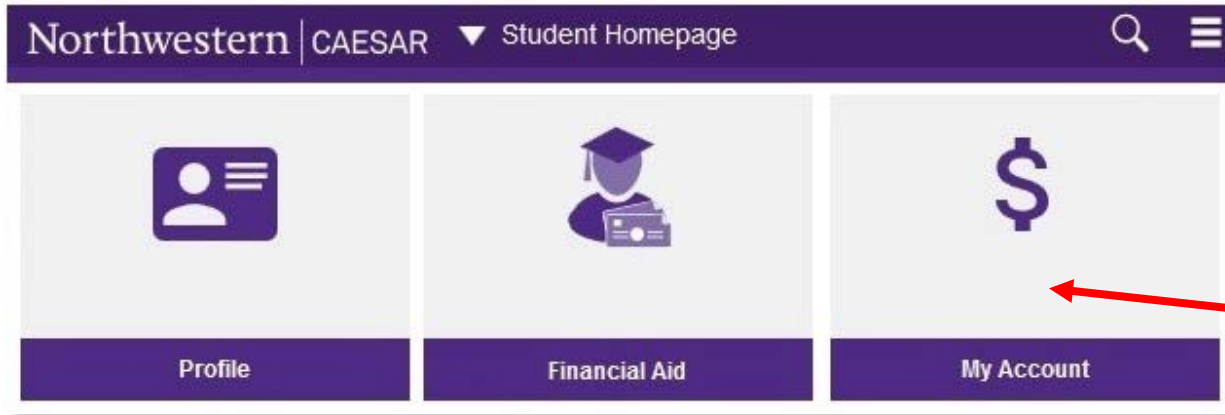 Northwestern | CAESAR ▼ Student Homepage
$
Profile Financial Aid My Account